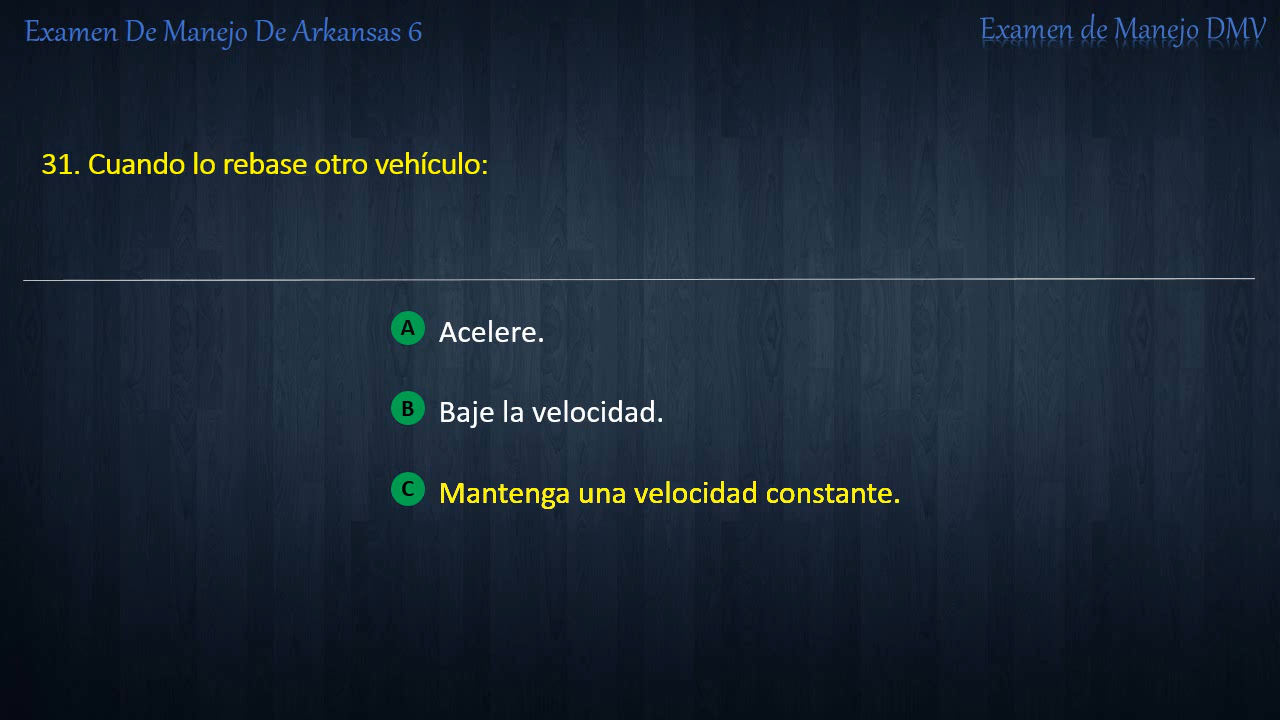 Examen De Manejo De Arkansas 6
Examen de Manejo DMV
31. Cuando lo rebase otro vehículo:
A Acelere.
B Baje la velocidad.
C Mantenga una velocidad constante.